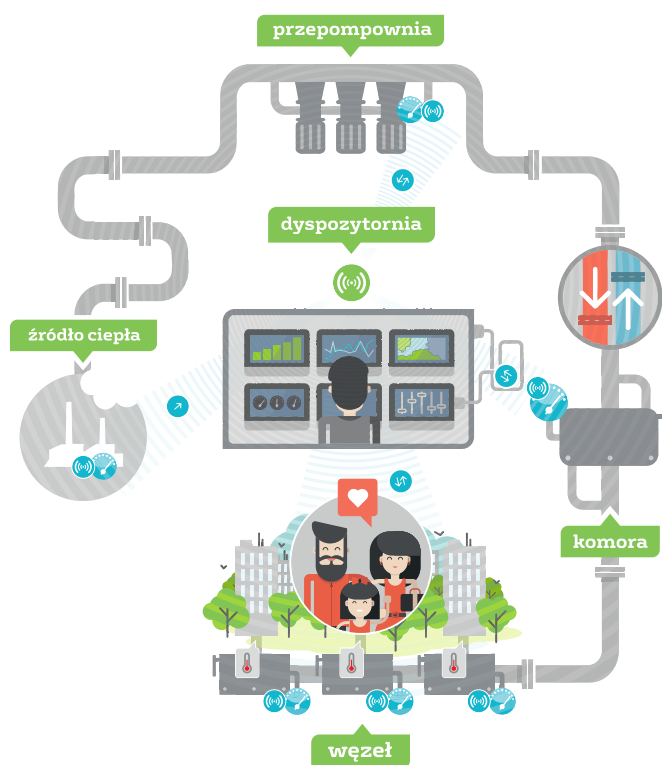 przepompownia
dyspozytornia
źródło ciepła
komora
węzeł